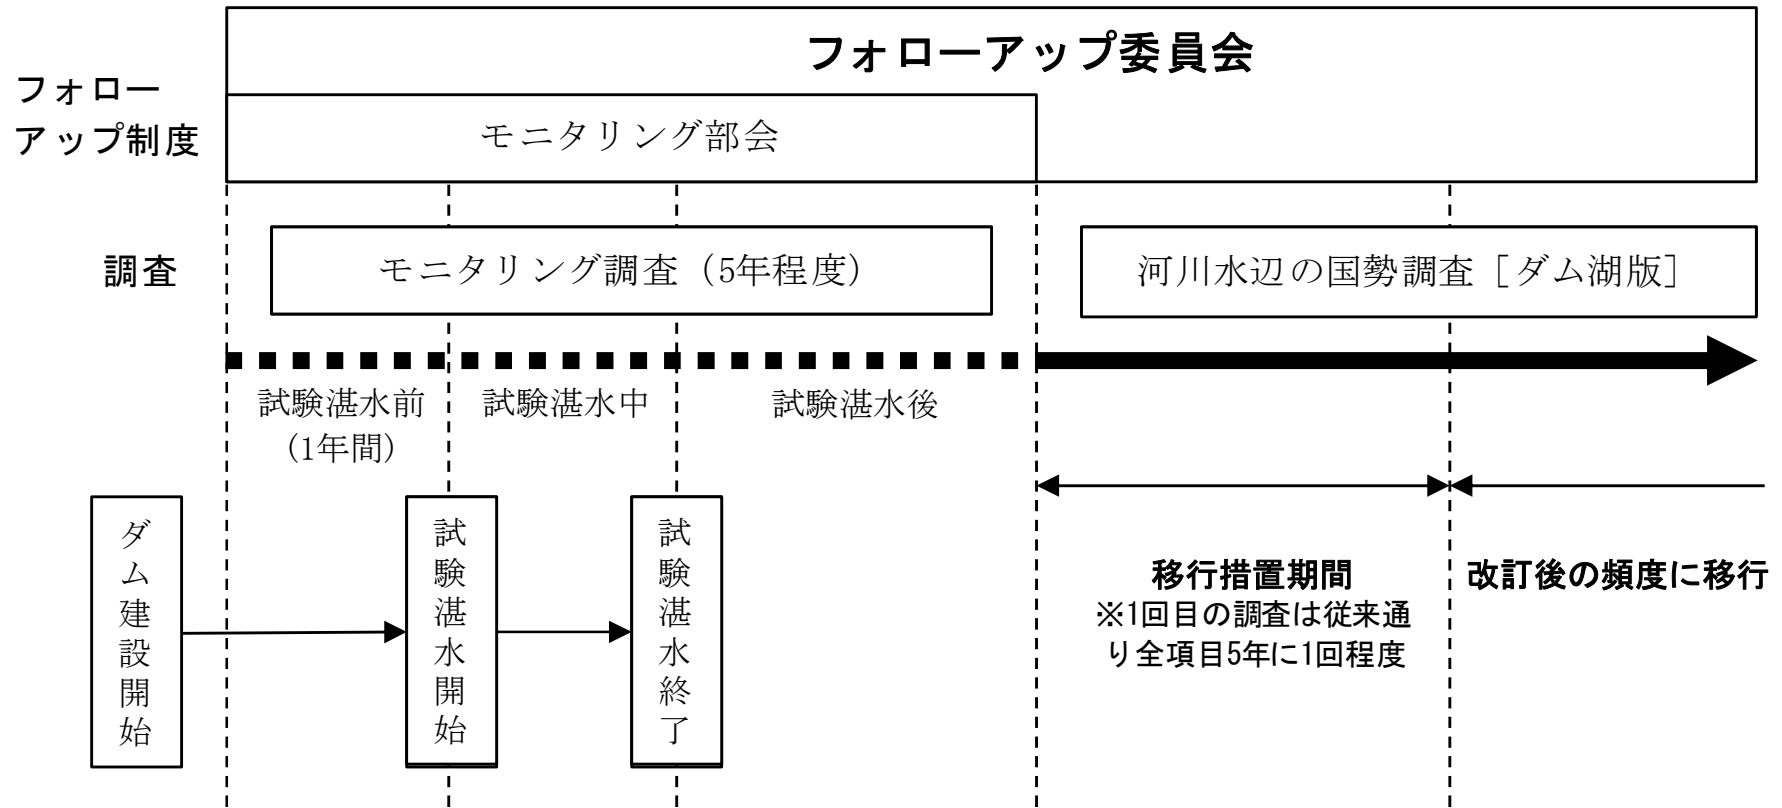 フォローアップ委員会
フォロー
アップ制度
モニタリング部会
調査
モニタリング調査（5年程度）
河川水辺の国勢調査［ダム湖版］
試験湛水前
(1年間)
試験湛水中
試験湛水後
ダム建設開始
試験湛水開始
試験湛水終了
移行措置期間
※1回目の調査は従来通
り全項目5年に1回程度
改訂後の頻度に移行